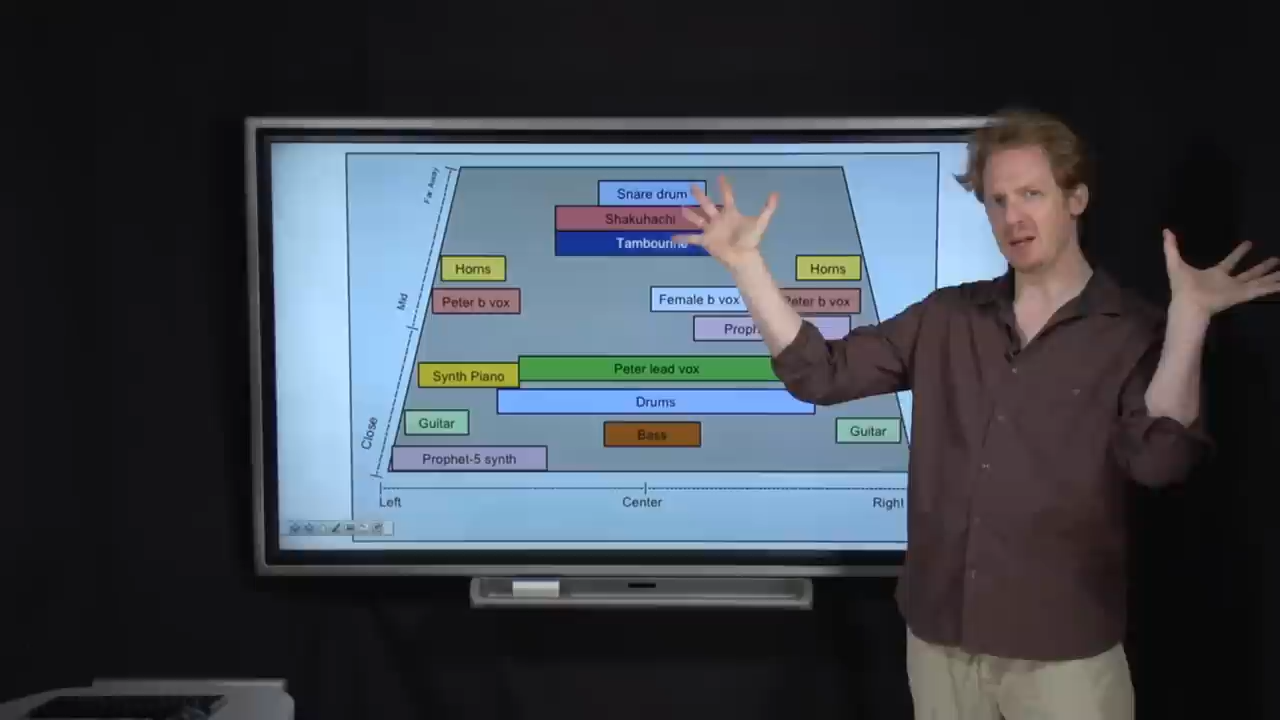 Far Away
Snare drum
Shakuhachi
Tambourine
Horns
Horns
Mid
Peter b vox
Female b vox
Peter b vox
Peter lead vox
Synth Piano
Drums
Close
Guitar
Bass
Guitar
Prophet-5 synth
Left
Center
Right